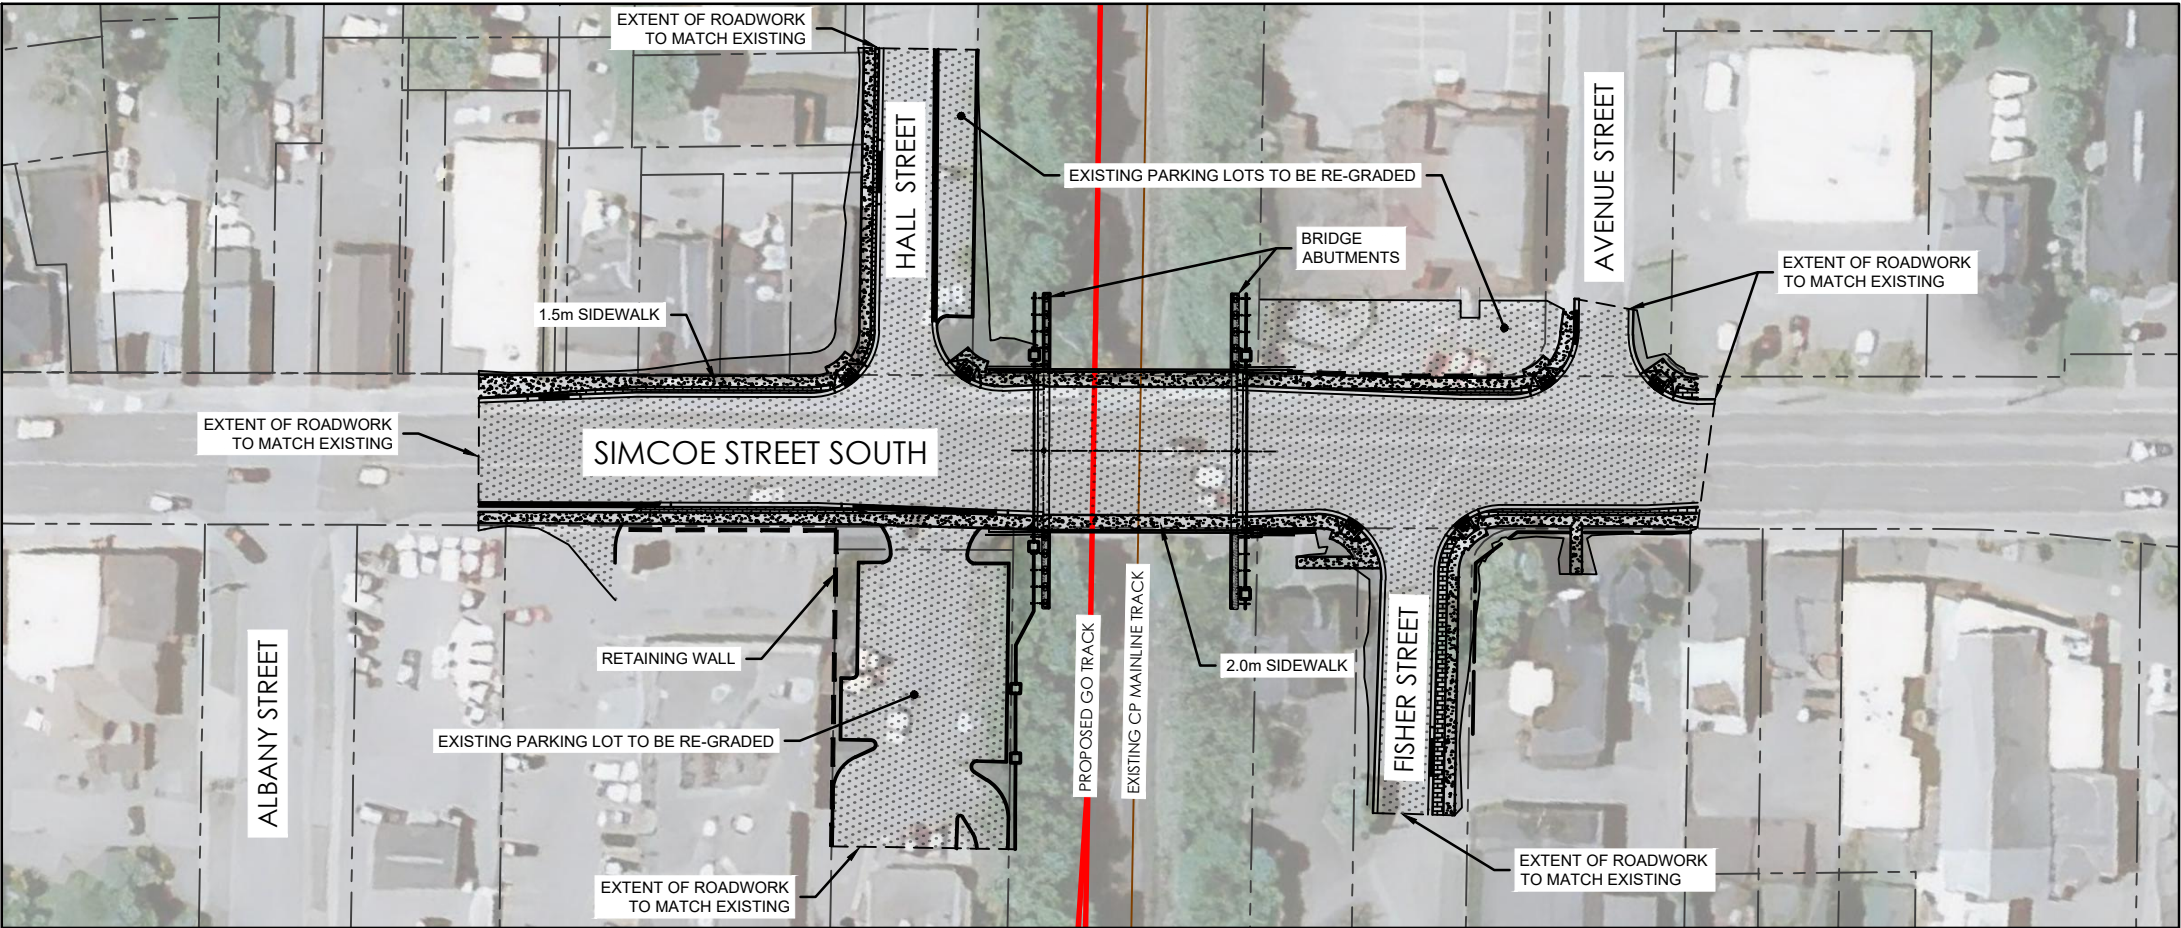 EXTENT OF ROADWORK
TO MATCH EXISTING
HALL STREET
AVENUE STREET
EXISTING PARKING LOTS TO BE RE-GRADED
BRIDGE
ABUTMENTS
EXTENT OF ROADWORK
TO MATCH EXISTING
1.5m SIDEWALK
EXTENT OF ROADWORK
TO MATCH EXISTING
SIMCOE STREET SOUTH
ALBANY STREET
RETAINING WALL
EXISTING PARKING LOT TO BE RE-GRADED
PROPOSED GO TRACK
EXISTING CP MAINLINE TRACK
2.0m SIDEWALK
FISHER STREET
EXTENT OF ROADWORK
TO MATCH EXISTING
EXTENT OF ROADWORK
TO MATCH EXISTING